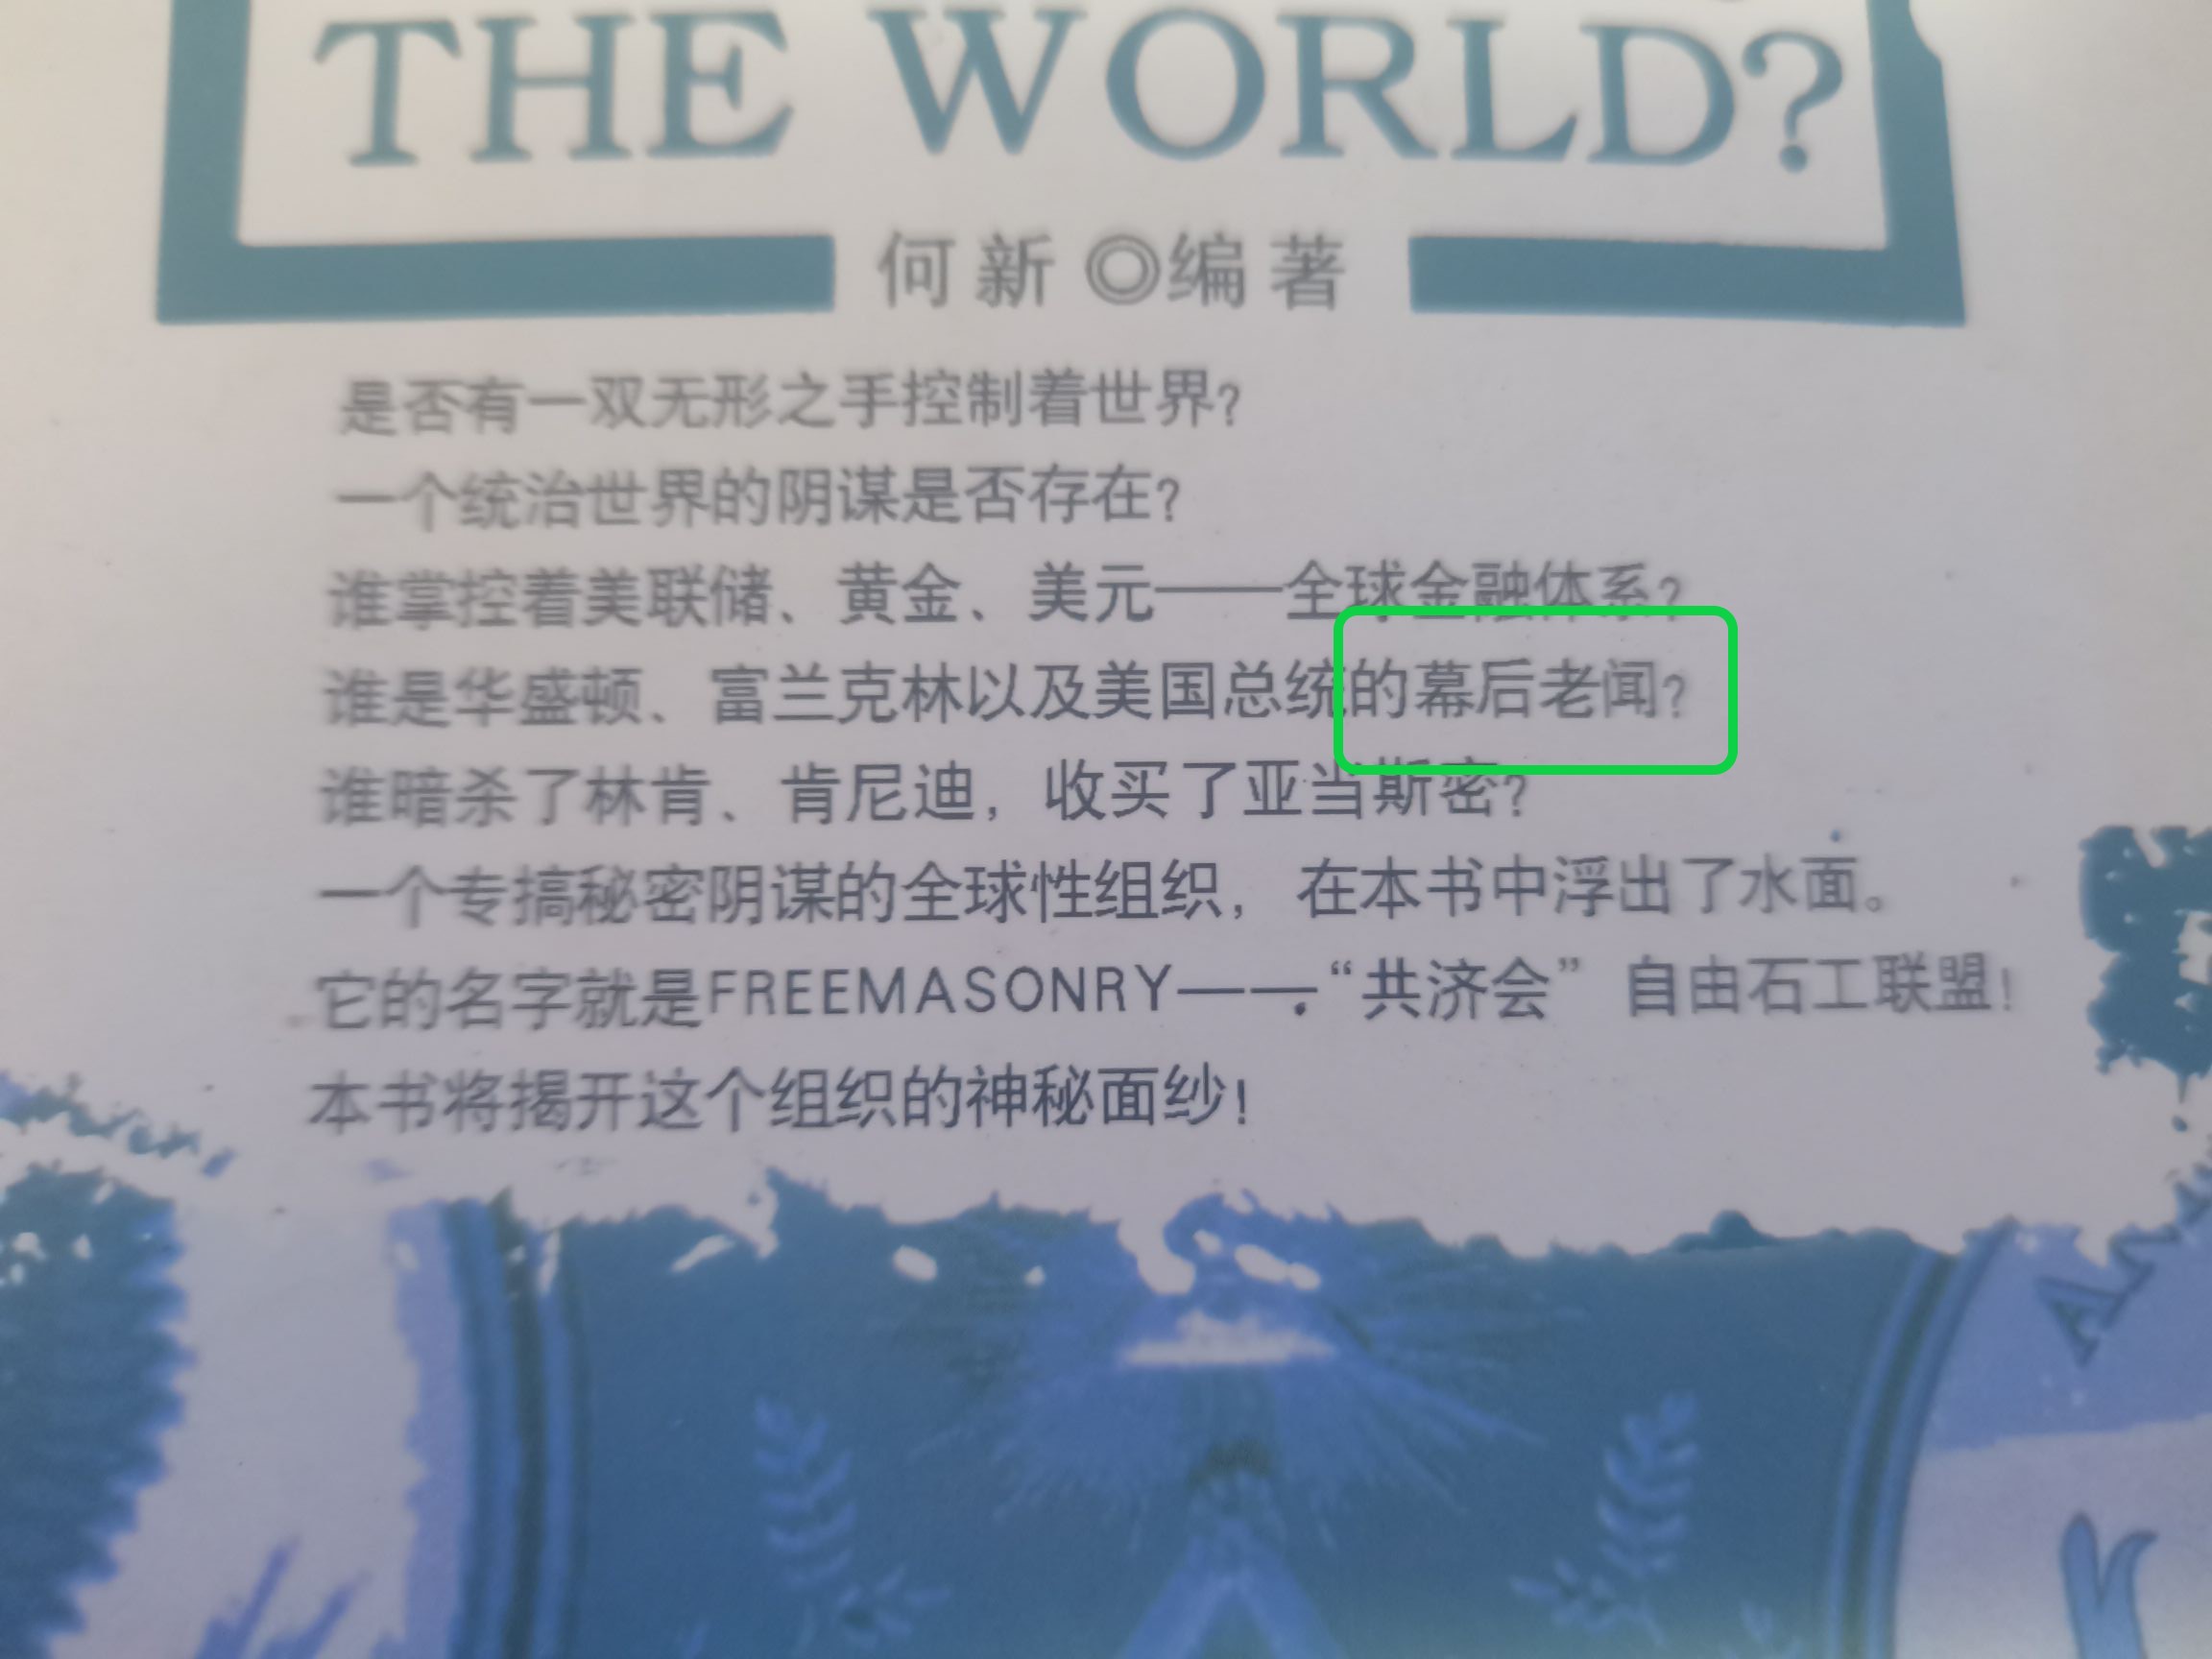 THE WORLD?
何新◎编著
是否有一双无形之手控制着世界?
一个统治世界的阴谋是否存在?
谁掌控着美联储、黄金、美元——全球金融体系?
谁是华盛顿、富兰克林以及美国总统的幕后老闻?
谁暗杀了林肯、肯尼迪，收买了亚当斯密?
一个专搞秘密阴谋的全球性组织，在本书中浮出了水面。
它的名字就是FREEMASONRY——“共济会”自由石工联盟!
本书将揭开这个组织的神秘面纱!